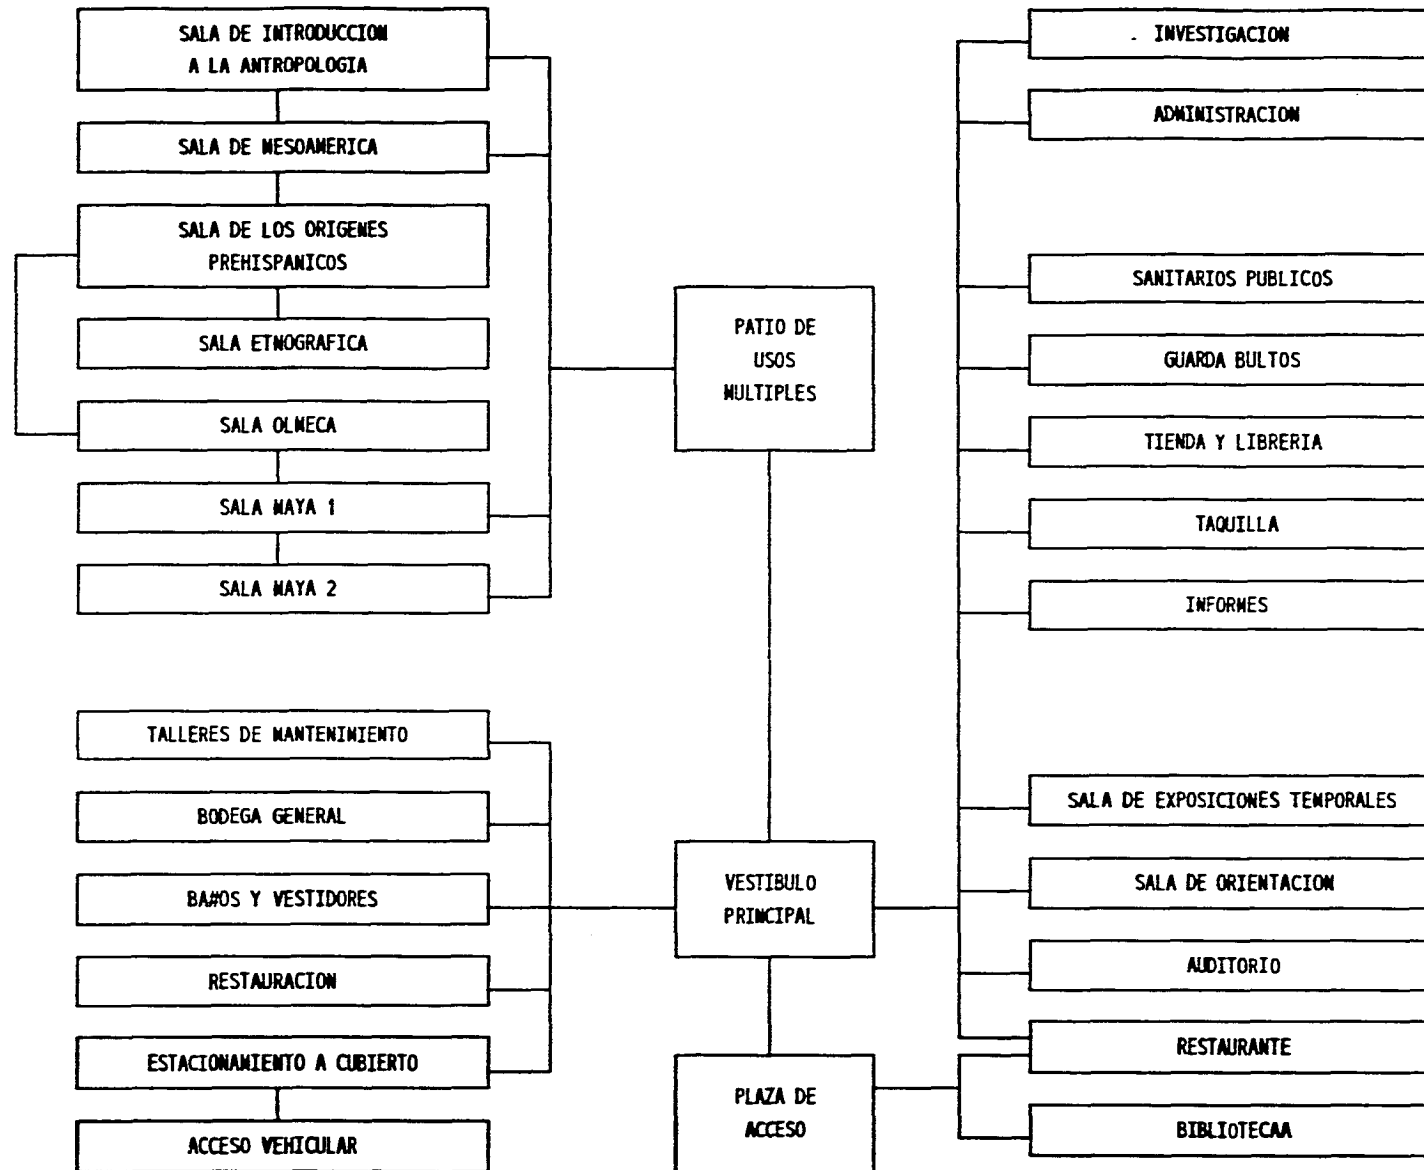 SALA DE INTRODUCCION
A LA ANTROPOLOGIA
SALA DE MESOAMERICA
SALA DE LOS ORIGENES
PREHISPANICOS
SALA ETNOGRAFICA
SALA OLMECA
SALA MAYA 1
SALA MAYA 2
TALLERES DE MANTENIMIENTO
BODEGA GENERAL
BA#OS Y VESTIDORES
RESTAURACION
ESTACIONAMIENTO A CUBIERTO
ACCESO VEHICULAR
PATIO DE
USOS
MULTIPLES
VESTIBULO
PRINCIPAL
PLAZA DE
ACCESO
INVESTIGACION
ADMINISTRACION
SANITARIOS PUBLICOS
GUARDA BULTOS
TIENDA Y LIBRERIA
TAQUILLA
INFORMES
SALA DE EXPOSICIONES TEMPORALES
SALA DE ORIENTACION
AUDITORIO
RESTAURANTE
BIBLIOTECAA